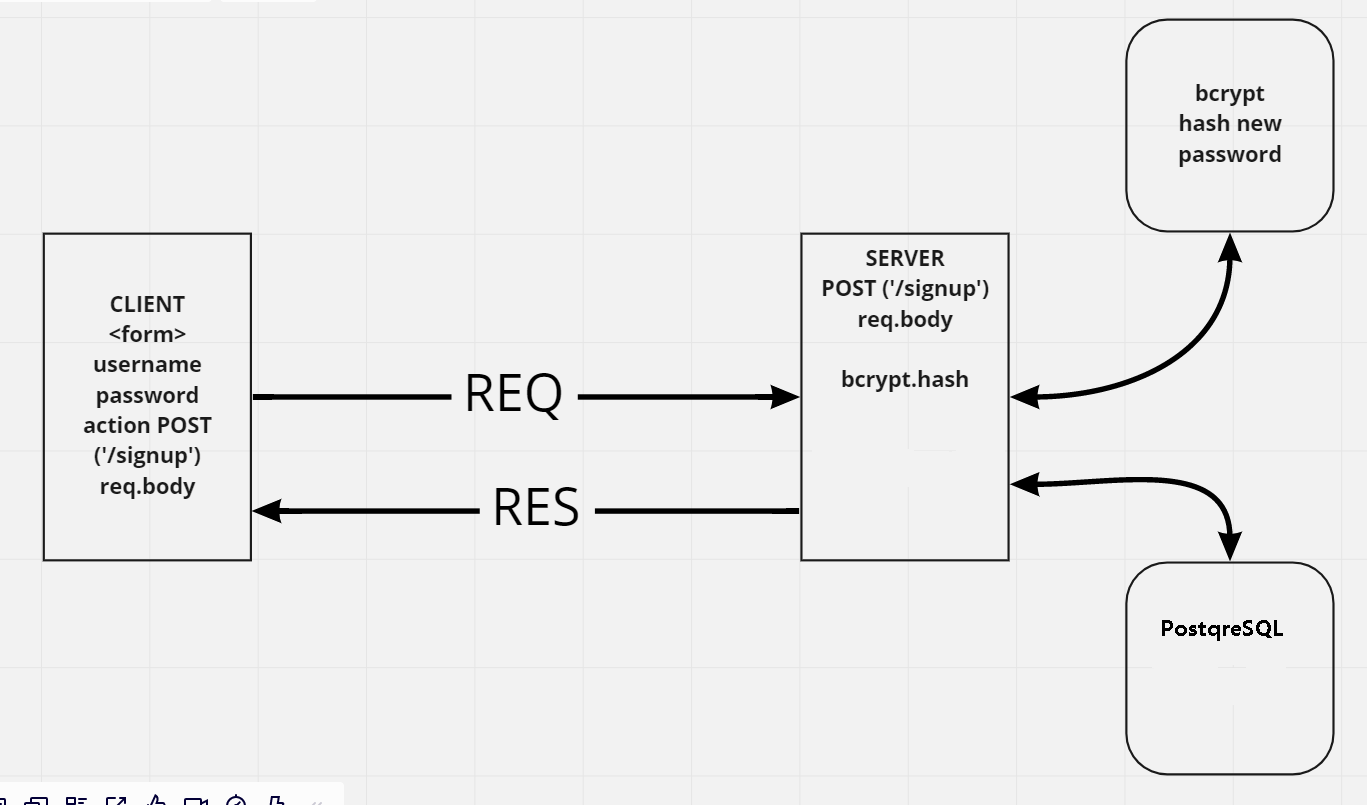 CLIENT
<form>
username
password
action POST
('/signup')
req.body
REQ
RES
SERVER
POST ('/signup')
req.body
bcrypt.hash
bcrypt
hash new
password
PostqreSQL